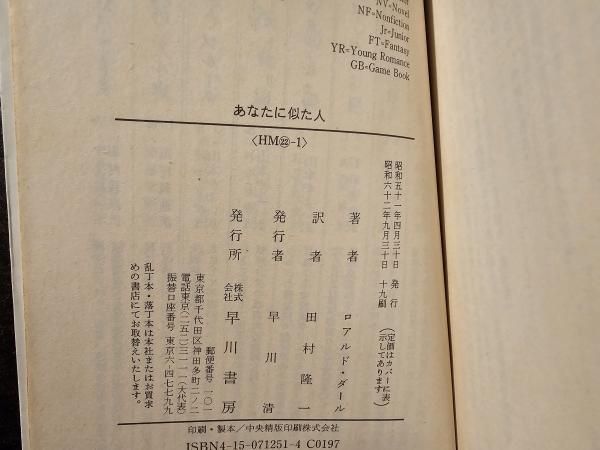 NV=Novel
NF=Nonfiction
Jr=Junior
FT=Fantasy
YR=Young Romance
GB=Game Book
あなたに似た人
〈HM㉒-1〉
昭和五十一年四月三十日 発行
昭和六十二年九月三十日 十九刷
（定価はカバーに表
示してあります）
著者 ロアルド・ダール
訳者 田村隆一
発行者 早川清
発行所 株式会社 早川書房
郵便番号一〇一
東京都千代田区神田多町二ノ二
電話東京（二五二）三一一一（大代表）
振替口座番号 東京六－四七七九九
乱丁本・落丁本は本社またはお買求
めの書店にてお取替えいたします。
印刷・製本／中央精版印刷株式会社
ISBN4-15-071251-4 C0197